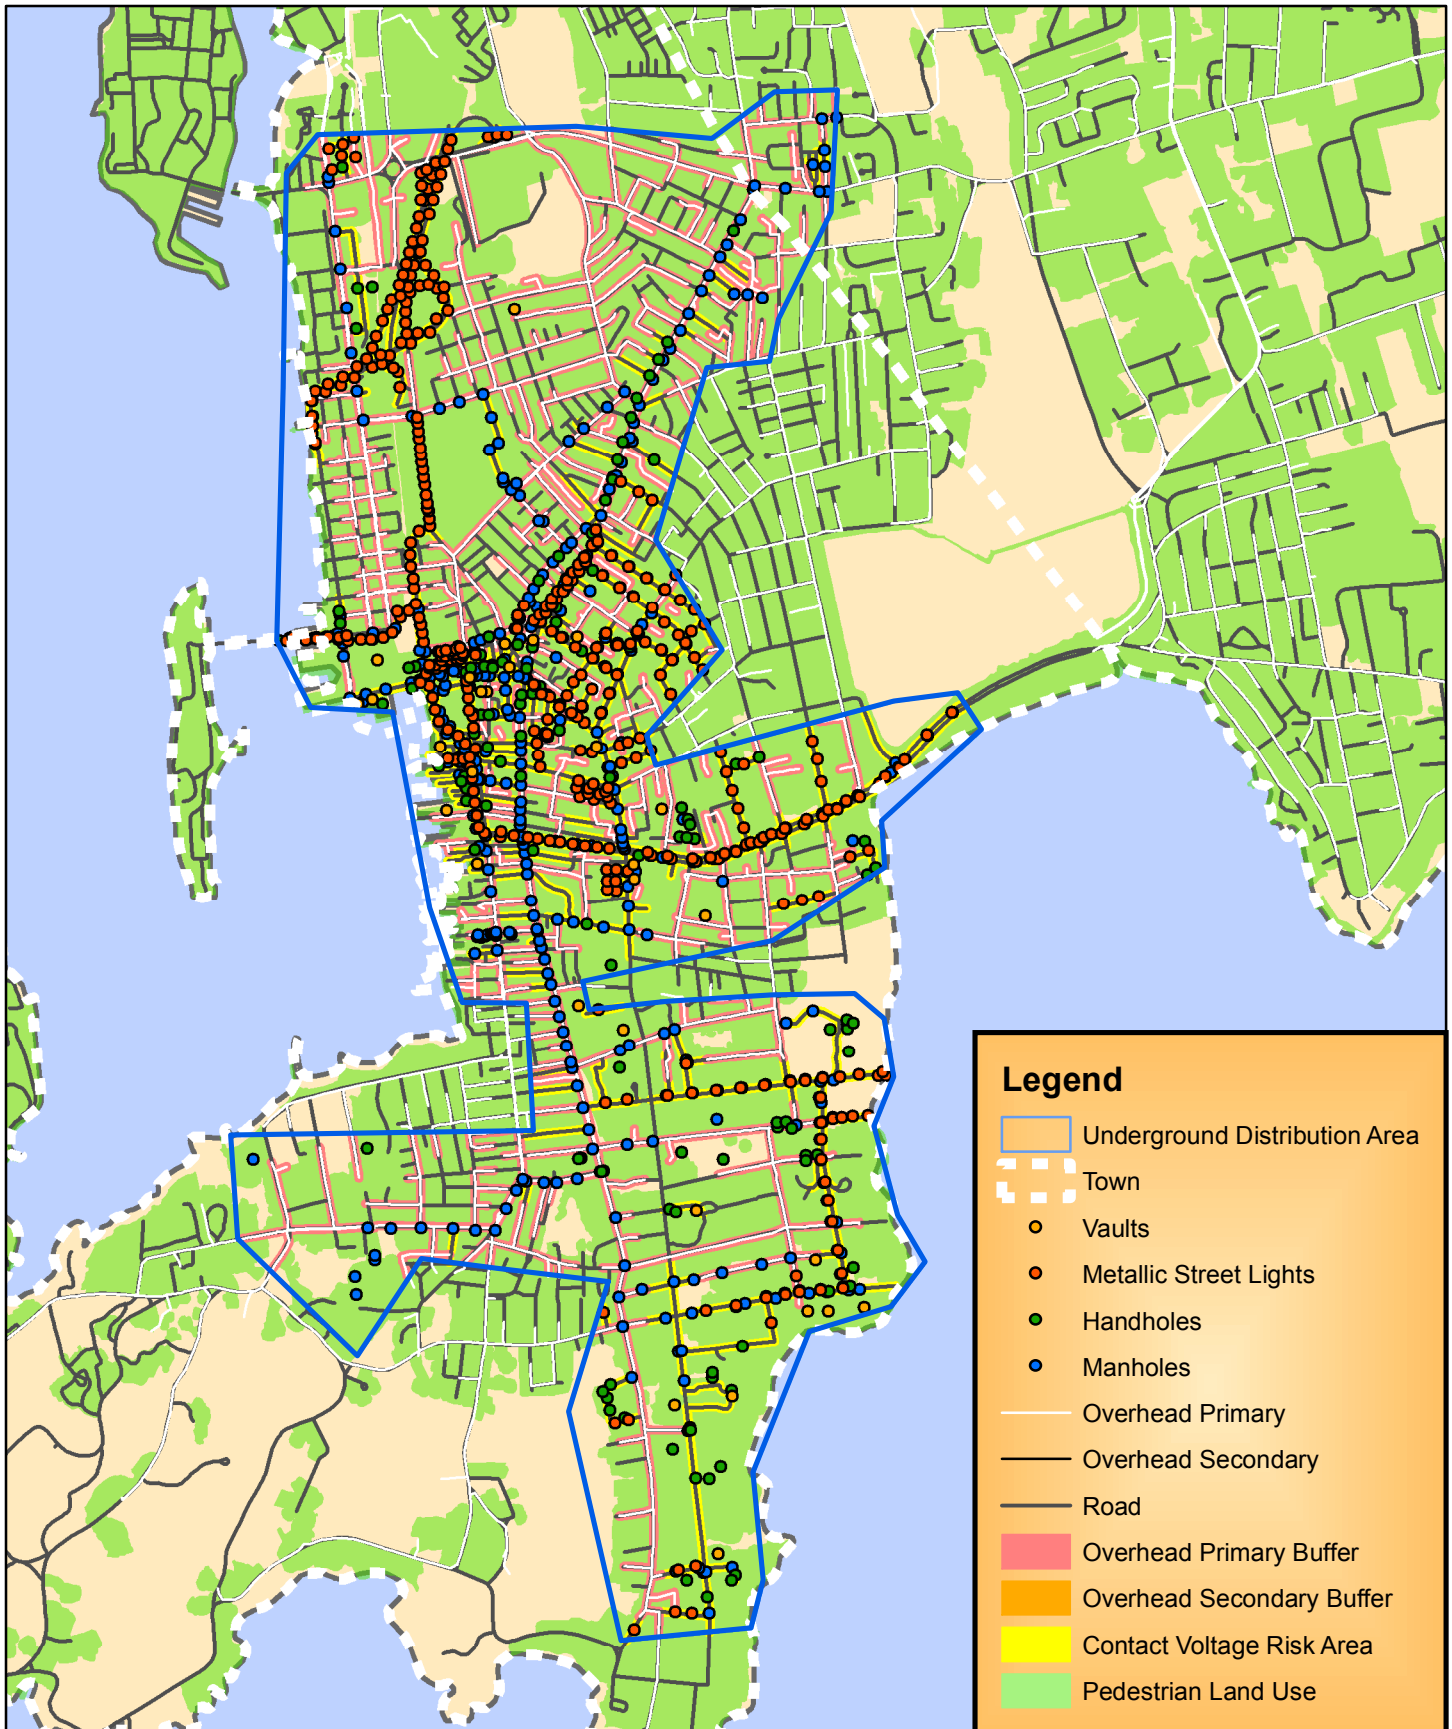 Legend
Underground Distribution Area
Town
Vaults
Metallic Street Lights
Handholes
Manholes
Overhead Primary
Overhead Secondary
Road
Overhead Primary Buffer
Overhead Secondary Buffer
Contact Voltage Risk Area
Pedestrian Land Use